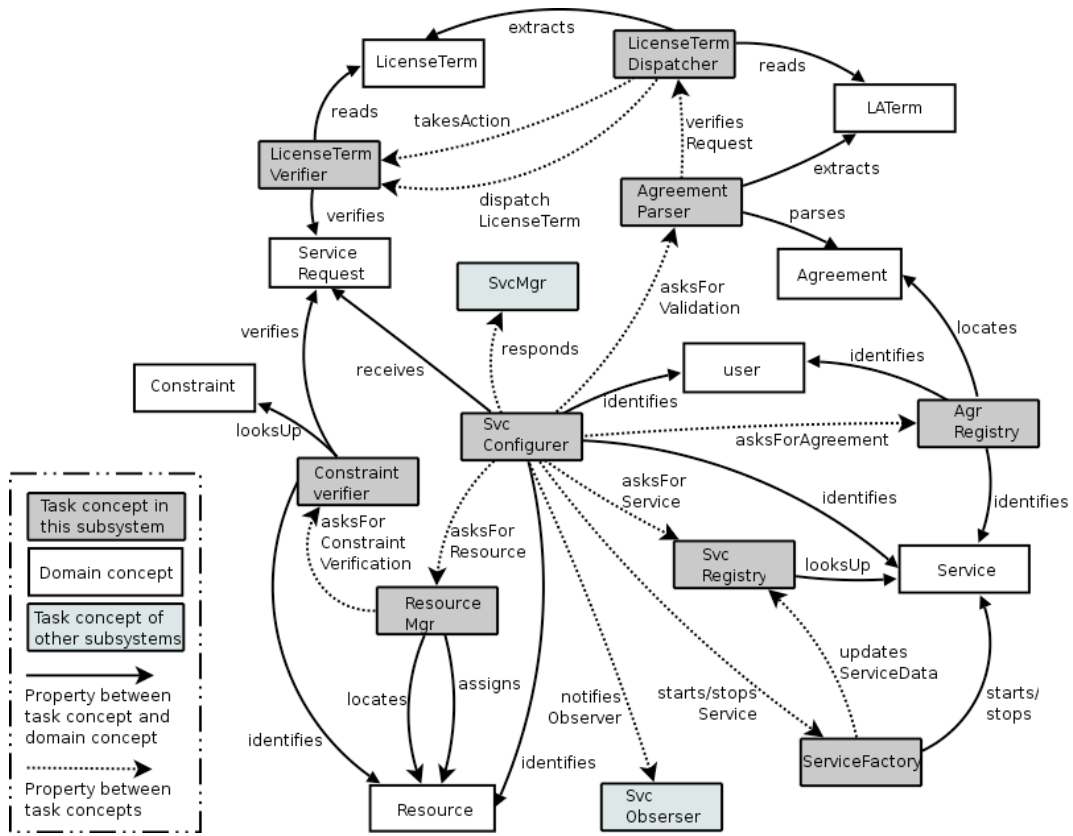 extracts
LicenseTerm
LicenseTerm
Dispatcher
reads
LATerm
reads
takesAction
verifies
Request
LicenseTerm
Verifier
extracts
dispatch
LicenseTerm
Agreement
Parser
verifies
parses
Service
Request
SvcMgr
asksFor
Validation
Agreement
verifies
responds
locates
receives
identifies
Constraint
user
identifies
looksUp
Svc
Configurer
asksForAgreement
Agr
Registry
Constraint
verifier
asksFor
Service
identifies
identifies
Task concept in
this subsystem
asksFor
Constraint
Verification
asksFor
Resource
Svc
Registry
looksUp
Service
Domain concept
Resource
Mgr
Task concept of
other subsystems
updates
ServiceData
Property between
task concept and
domain concept
locates
assigns
notifies
Observer
starts/stops
Service
starts/
stops
identifies
identifies
ServiceFactory
Property between
task concepts
Resource
Svc
Obserser